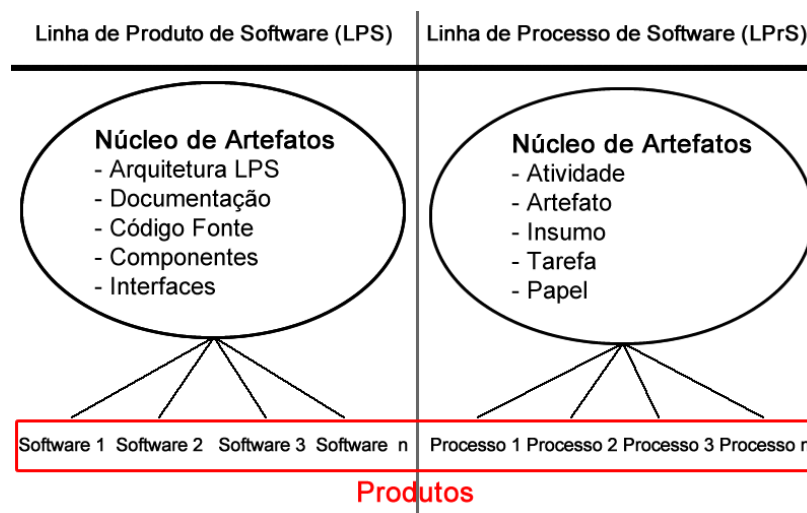 Linha de Produto de Software (LPS)
Núcleo de Artefatos
- Arquitetura LPS
- Documentação
- Código Fonte
- Componentes
- Interfaces
Software 1 Software 2 Software 3 Software n
Linha de Processo de Software (LPrS)
Núcleo de Artefatos
- Atividade
- Artefato
- Insumo
- Tarefa
- Papel
Processo 1 Processo 2 Processo 3 Processo n
Produtos